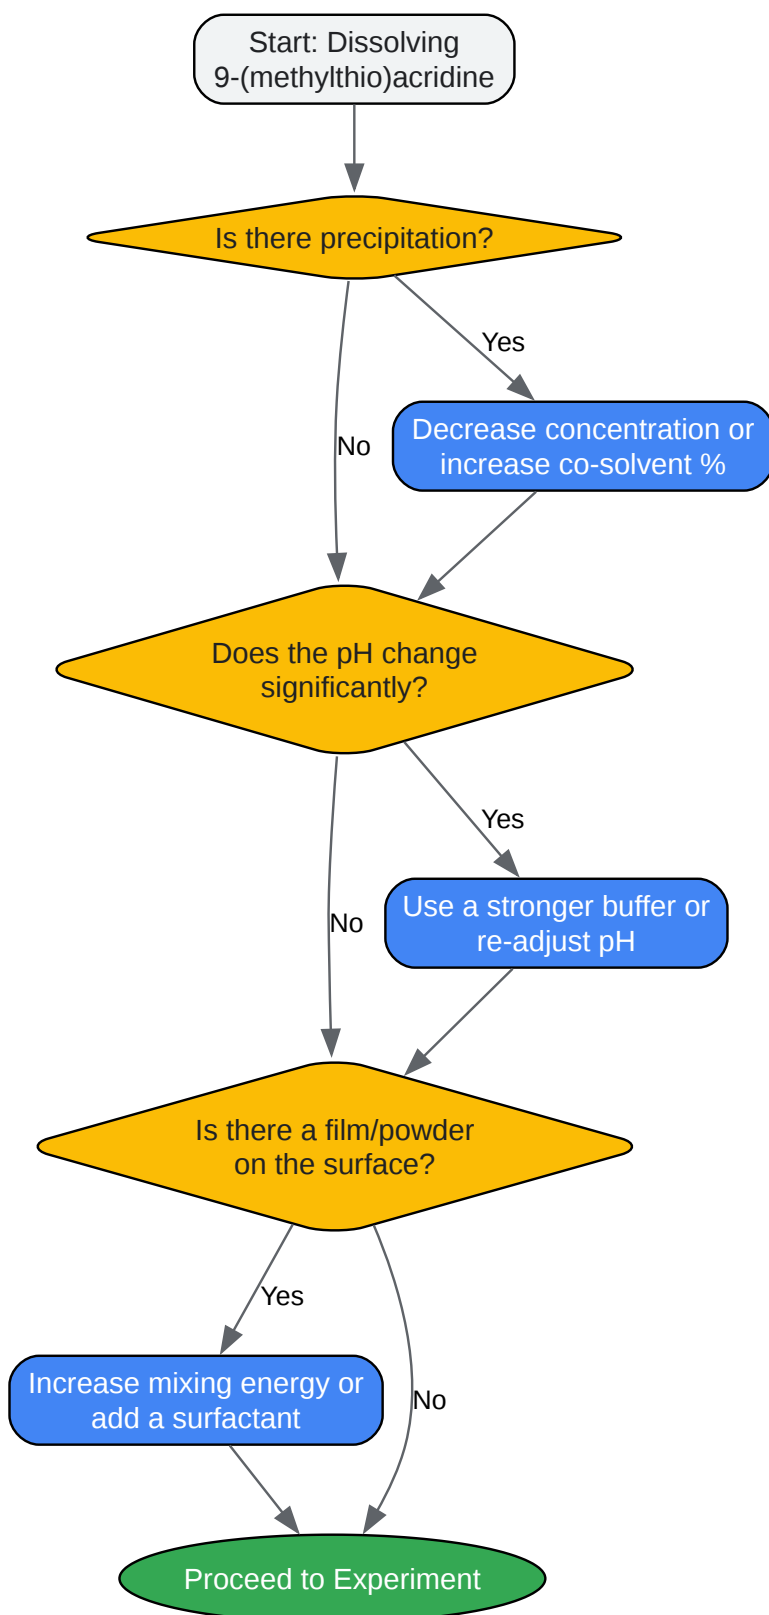 Start: Dissolving
9-(methylthio)acridine
Is there precipitation?
Yes
Decrease concentration or
increase co-solvent %
No
Does the pH change
significantly?
Yes
Use a stronger buffer or
re-adjust pH
No
Is there a film/powder
on the surface?
Yes
Increase mixing energy or
add a surfactant
No
Proceed to Experiment